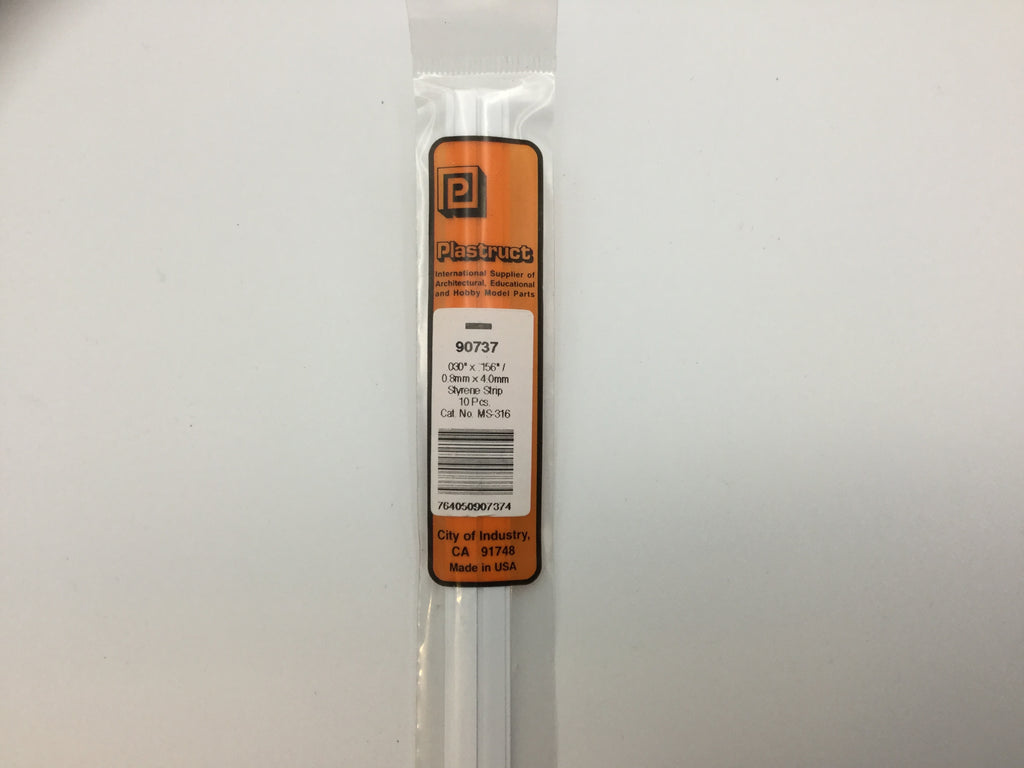 P
Plastruct
International Supplier of
Architectural, Educational
and Hobby Model Parts
90737
.030" x .156" /
0.8mm x 4.0mm
Styrene Strip
10 Pcs.
Cat. No. MS-316
764050907374
City of Industry,
CA 91748
Made in USA